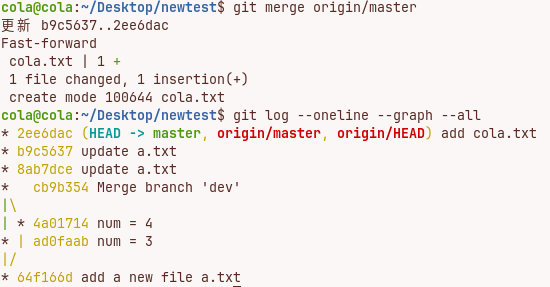 cola@cola:~/Desktop/newtest$ git merge origin/master
更新 b9c5637..2ee6dac
Fast-forward
 cola.txt | 1 +
 1 file changed, 1 insertion(+)
 create mode 100644 cola.txt
cola@cola:~/Desktop/newtest$ git log --oneline --graph --all
* 2ee6dac (HEAD -> master, origin/master, origin/HEAD) add cola.txt
* b9c5637 update a.txt
* 8ab7dce update a.txt
*   cb9b354 Merge branch 'dev'
|\
| * 4a01714 num = 4
* | ad0faab num = 3
|/
* 64f166d add a new file a.txt